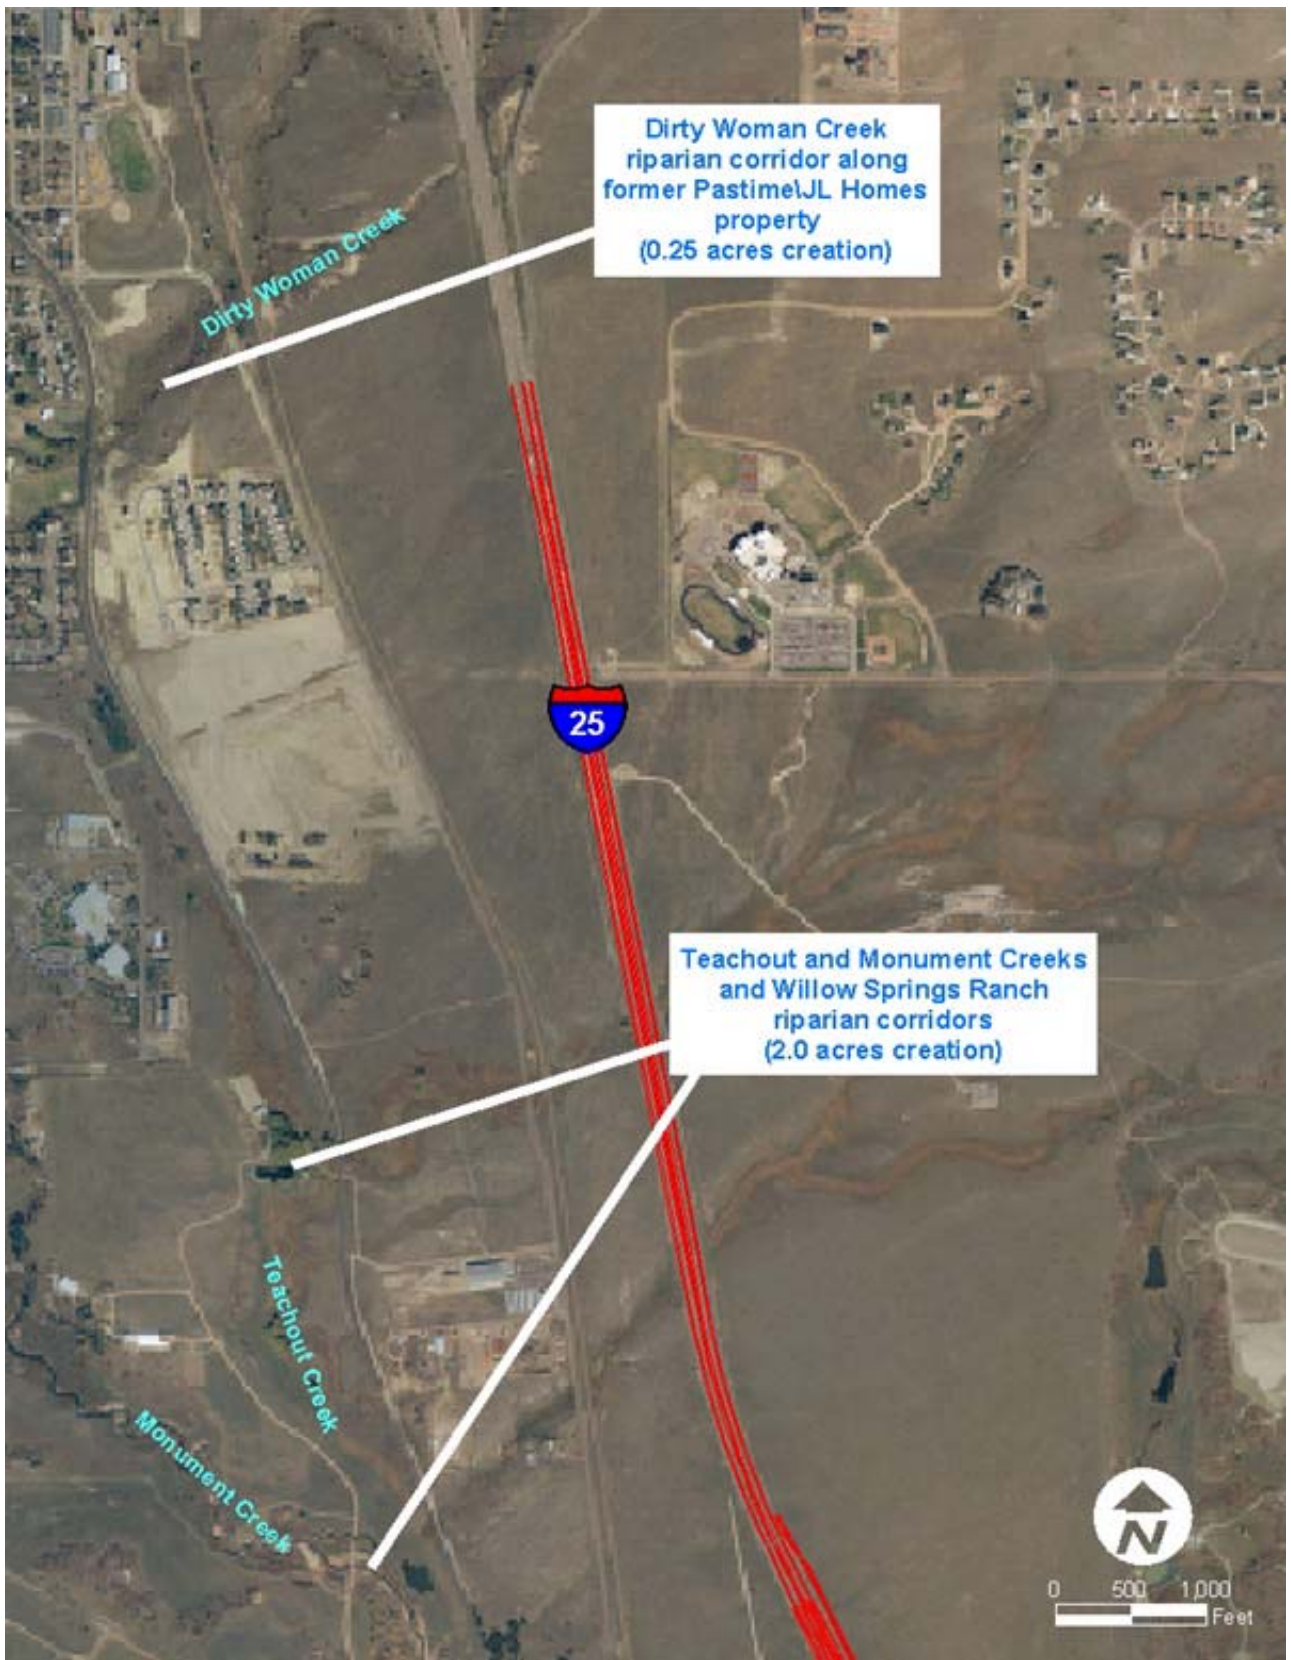 Dirty Woman Creek
riparian corridor along
former Pastime\JL Homes
property
(0.25 acres creation)
Dirty Woman Creek
25
Teachout and Monument Creeks
and Willow Springs Ranch
riparian corridors
(2.0 acres creation)
Teachout Creek
Monument Creek
N
0 500 1,000
Feet